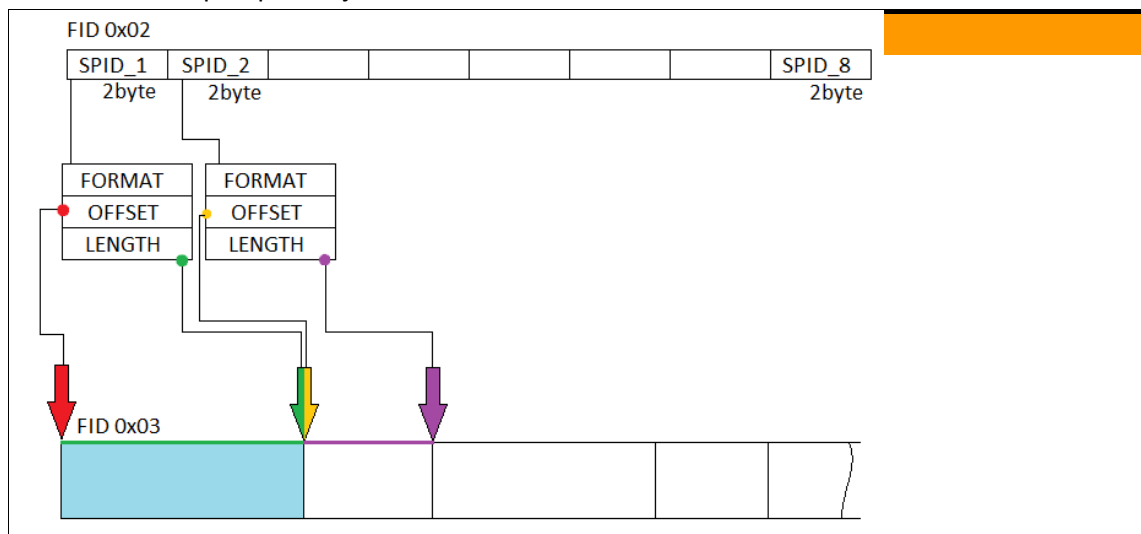 FID 0x02
SPID_1 SPID_2 SPID_8
2byte 2byte 2byte
FORMAT FORMAT
OFFSET OFFSET
LENGTH LENGTH
FID 0x03